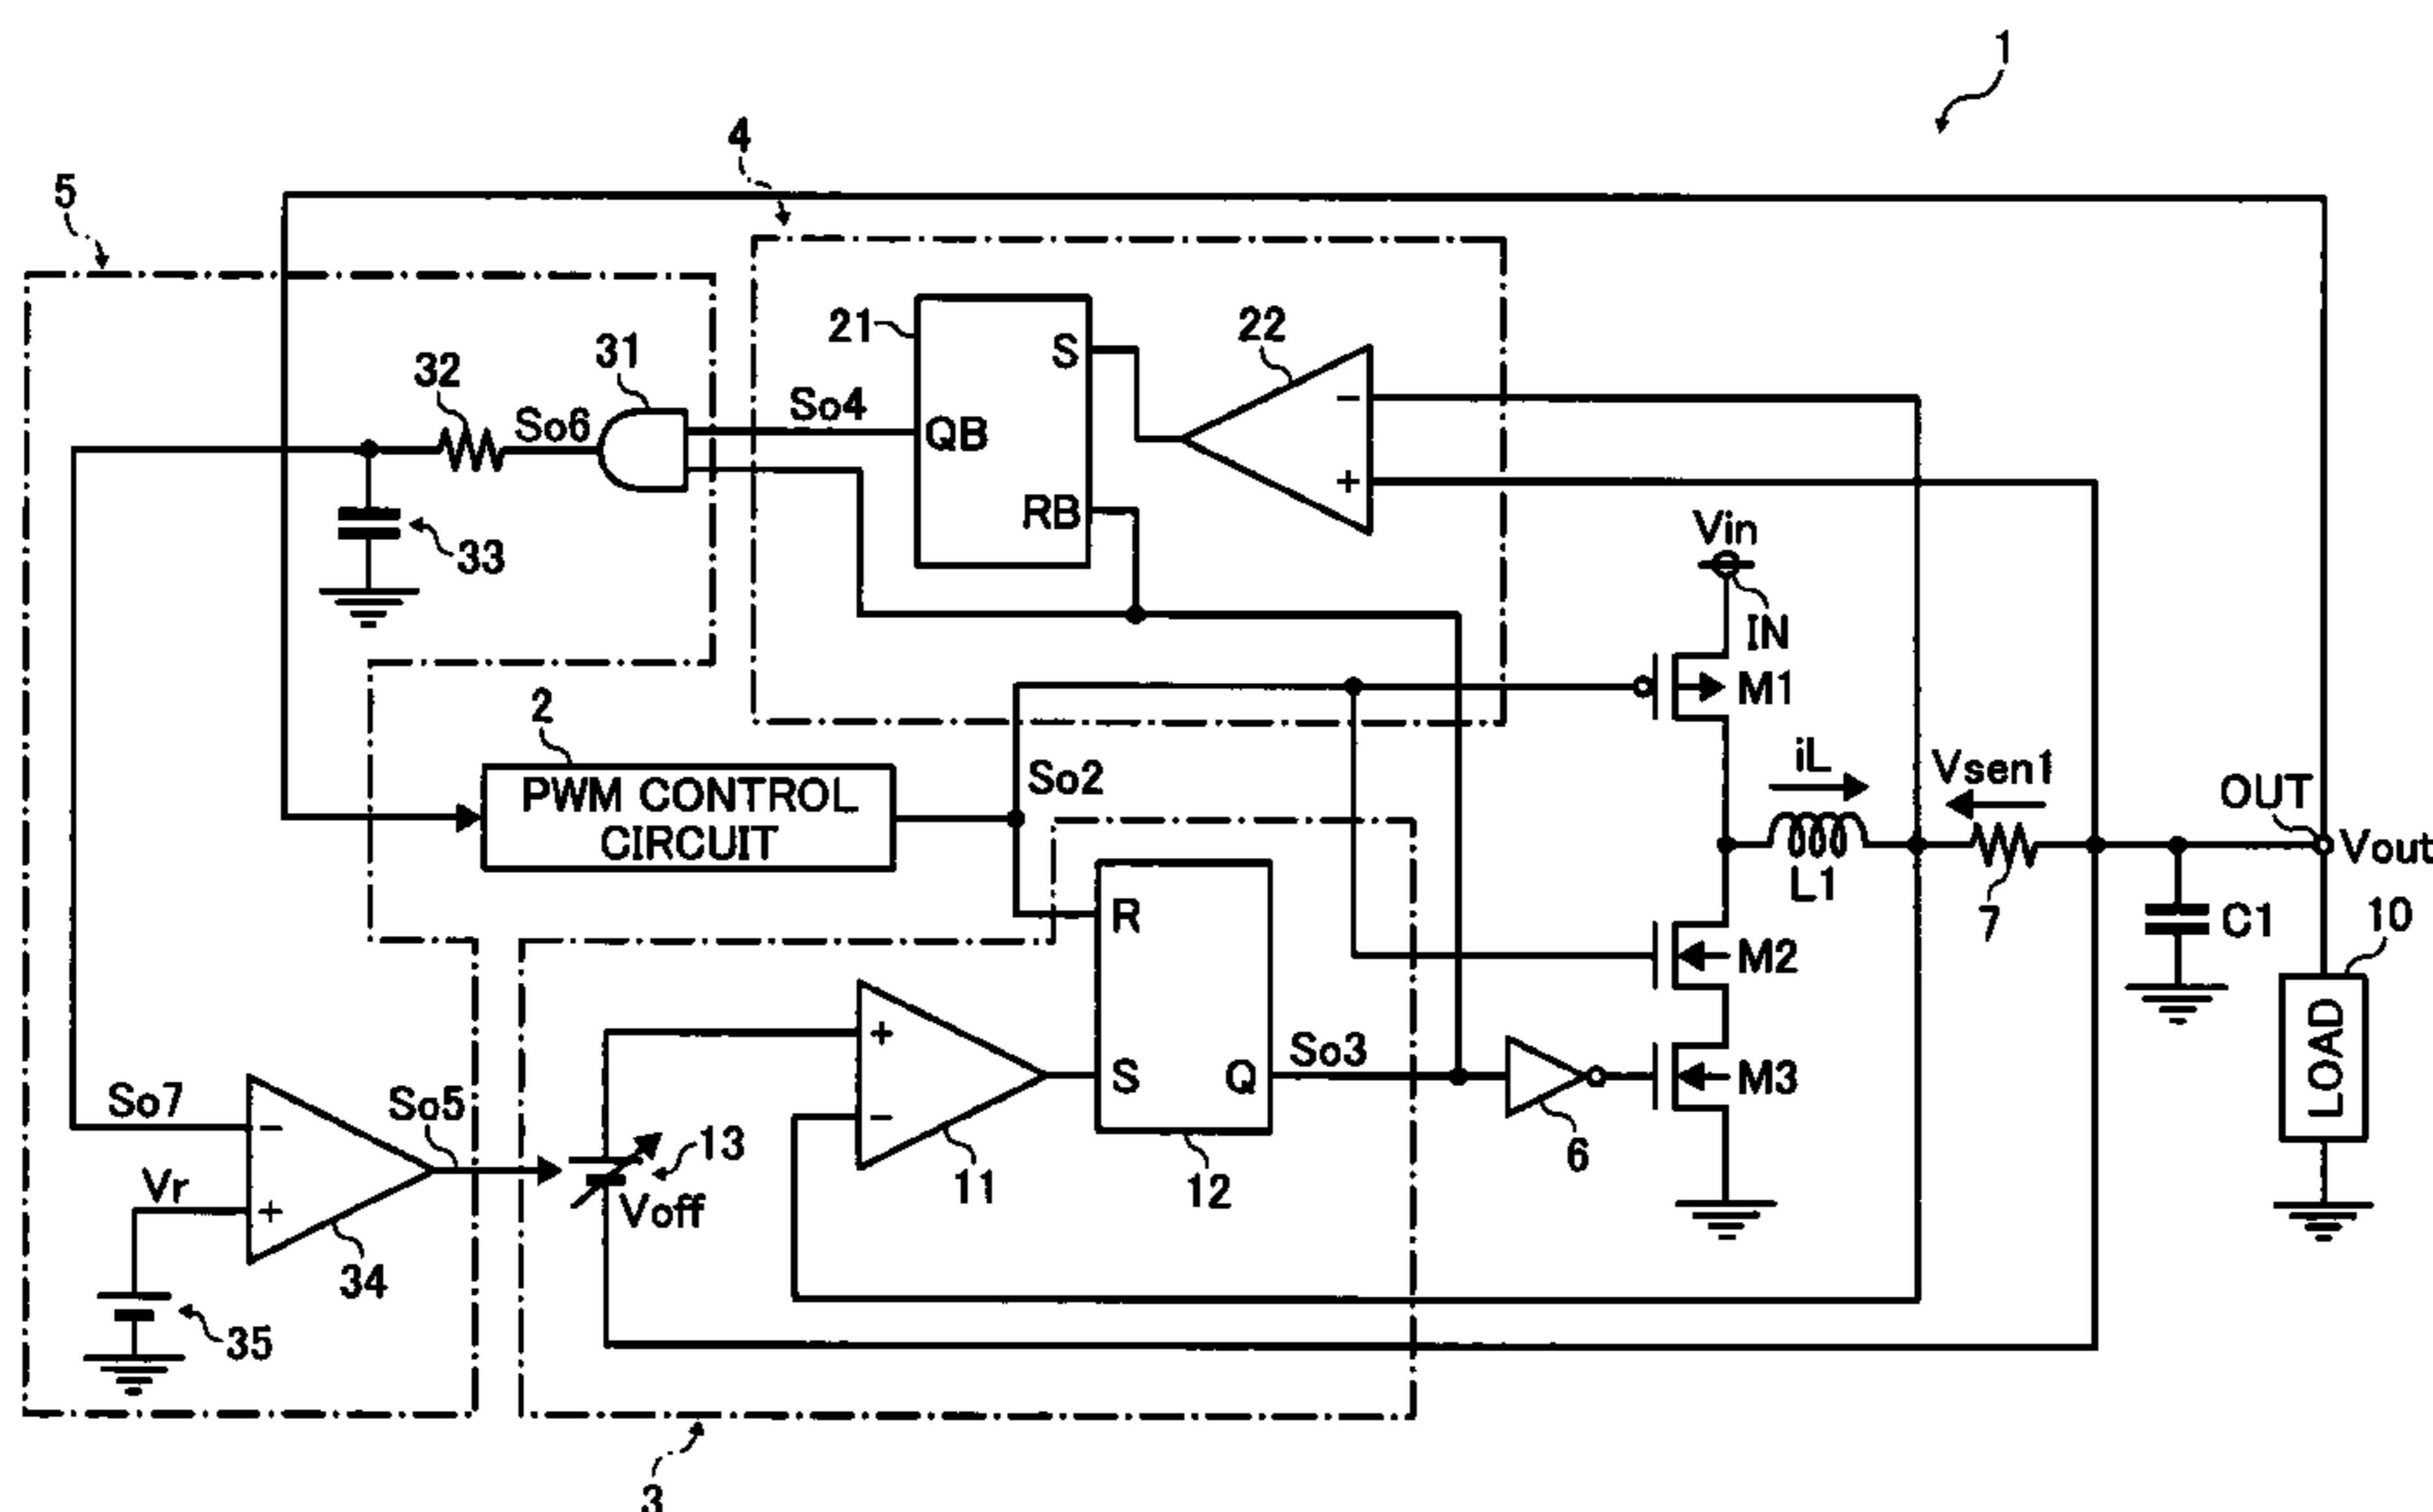 1
4
5
21
S
22
31
32
So4
So6
QB
−
+
RB
Vin
33
IN
M1
2
So2
iL
Vsen1
OUT
PWM CONTROL
CIRCUIT
Vout
L1
7
C1
10
R
M2
LOAD
+
So3
S
Q
M3
So7
So5
−
−
13
11
12
6
Vr
+
Voff
34
35
3